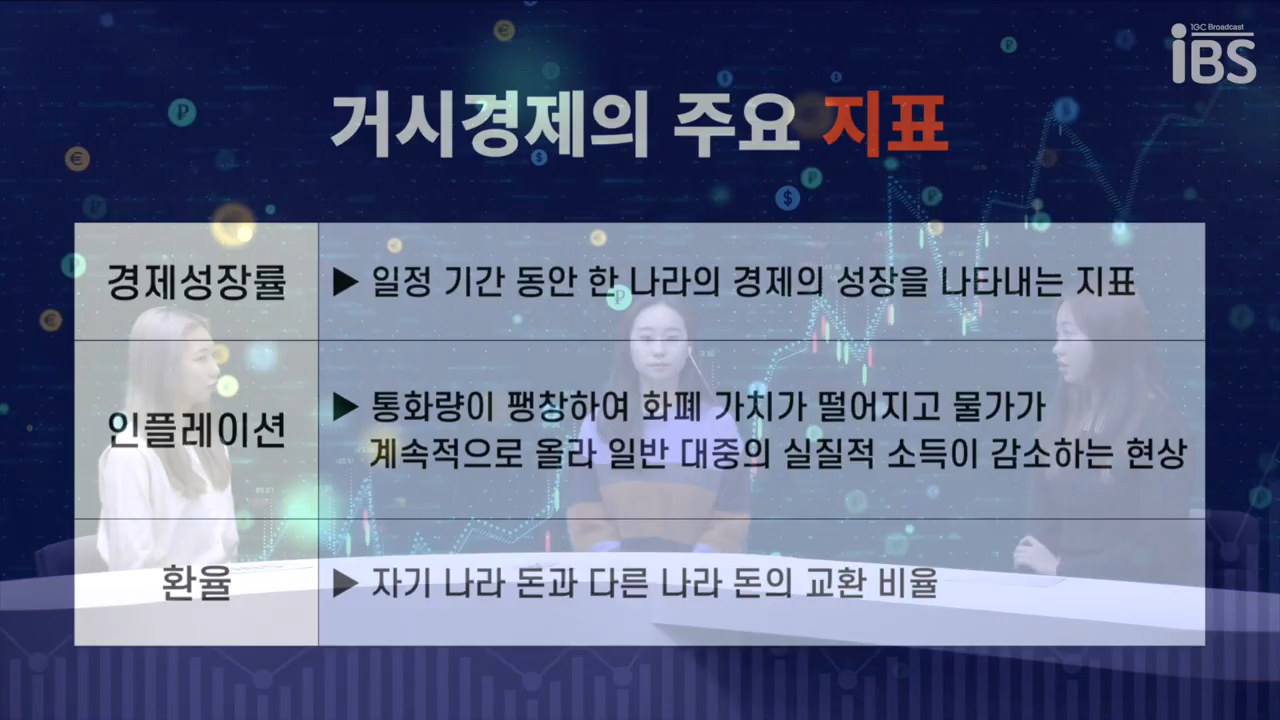 IGC Broadcast
iBS
거시경제의 주요 지표
경제성장률
▶ 일정 기간 동안 한 나라의 경제의 성장을 나타내는 지표
인플레이션
▶ 통화량이 팽창하여 화폐 가치가 떨어지고 물가가
계속적으로 올라 일반 대중의 실질적 소득이 감소하는 현상
환율
▶ 자기 나라 돈과 다른 나라 돈의 교환 비율